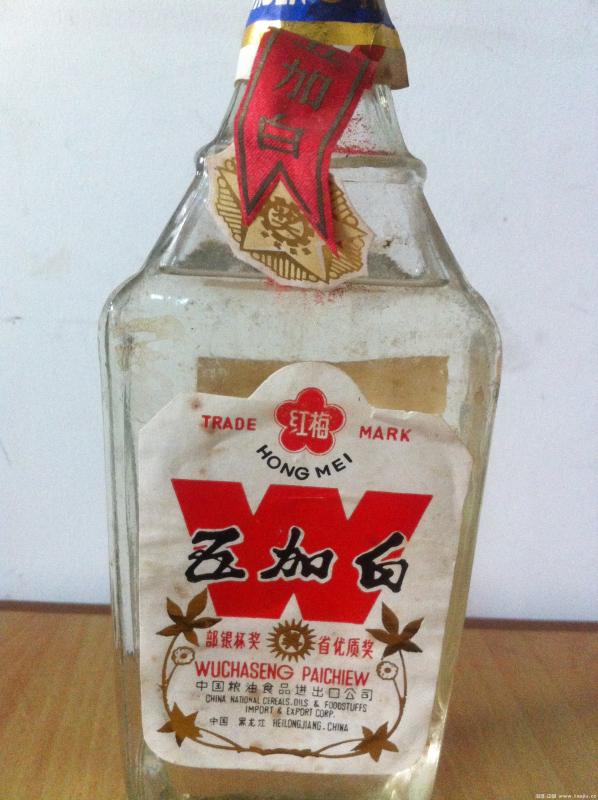 加
白
奖
TRADE 红梅 MARK
HONG MEI
五加白
部银杯奖 奖 省优质奖
WUCHASENG PAICHIEW
中国粮油食品进出口公司
CHINA NATIONAL CEREALS, OILS & FOODSTUFFS
IMPORT & EXPORT CORP.
中国 黑龙江 HEILONGJIANG, CHINA